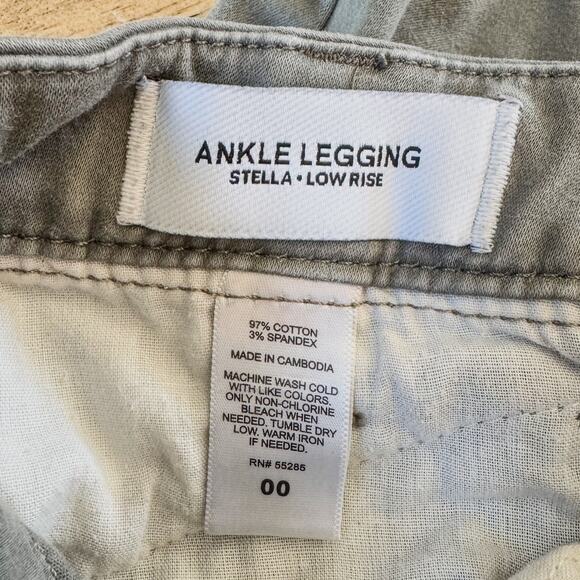 ANKLE LEGGING
STELLA • LOW RISE
97% COTTON
3% SPANDEX
MADE IN CAMBODIA
MACHINE WASH COLD
WITH LIKE COLORS.
ONLY NON-CHLORINE
BLEACH WHEN
NEEDED. TUMBLE DRY
LOW. WARM IRON
IF NEEDED.
RN# 55285
00